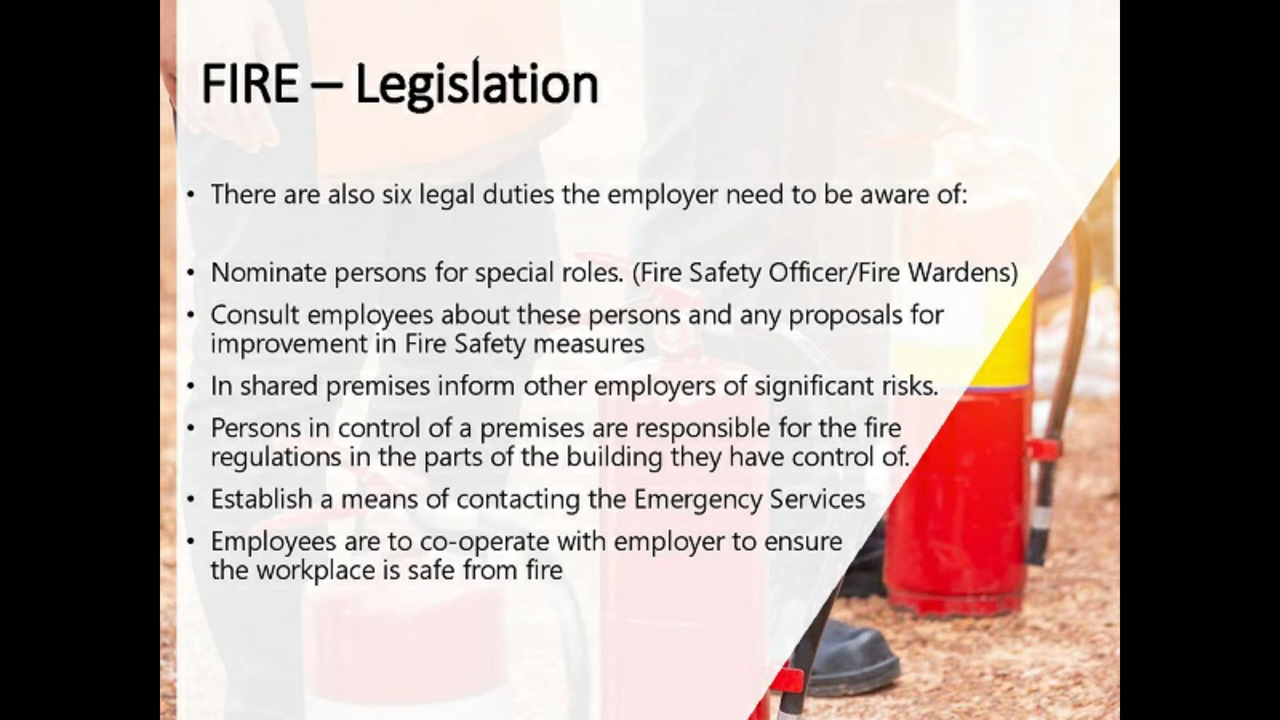 FIRE – Legislation
• There are also six legal duties the employer need to be aware of:
• Nominate persons for special roles. (Fire Safety Officer/Fire Wardens)
• Consult employees about these persons and any proposals for
improvement in Fire Safety measures
• In shared premises inform other employers of significant risks.
• Persons in control of a premises are responsible for the fire
regulations in the parts of the building they have control of.
• Establish a means of contacting the Emergency Services
• Employees are to co-operate with employer to ensure
the workplace is safe from fire